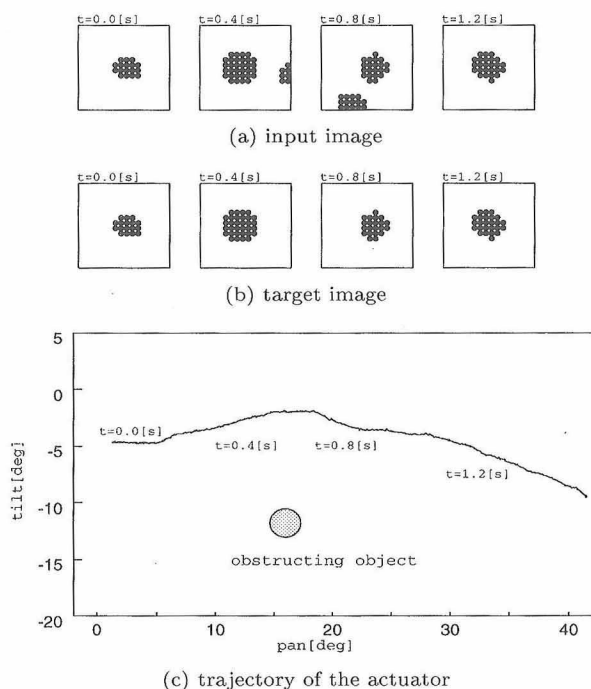 t=0.0[s] t=0.4[s] t=0.8[s] t=1.2[s]
(a) input image
t=0.0[s] t=0.4[s] t=0.8[s] t=1.2[s]
(b) target image
5
0
-5
-10
-15
-20
tilt[deg]
t=0.0[s]
t=0.4[s]
t=0.8[s]
t=1.2[s]
obstructing object
0 10 20 30 40
pan[deg]
(c) trajectory of the actuator